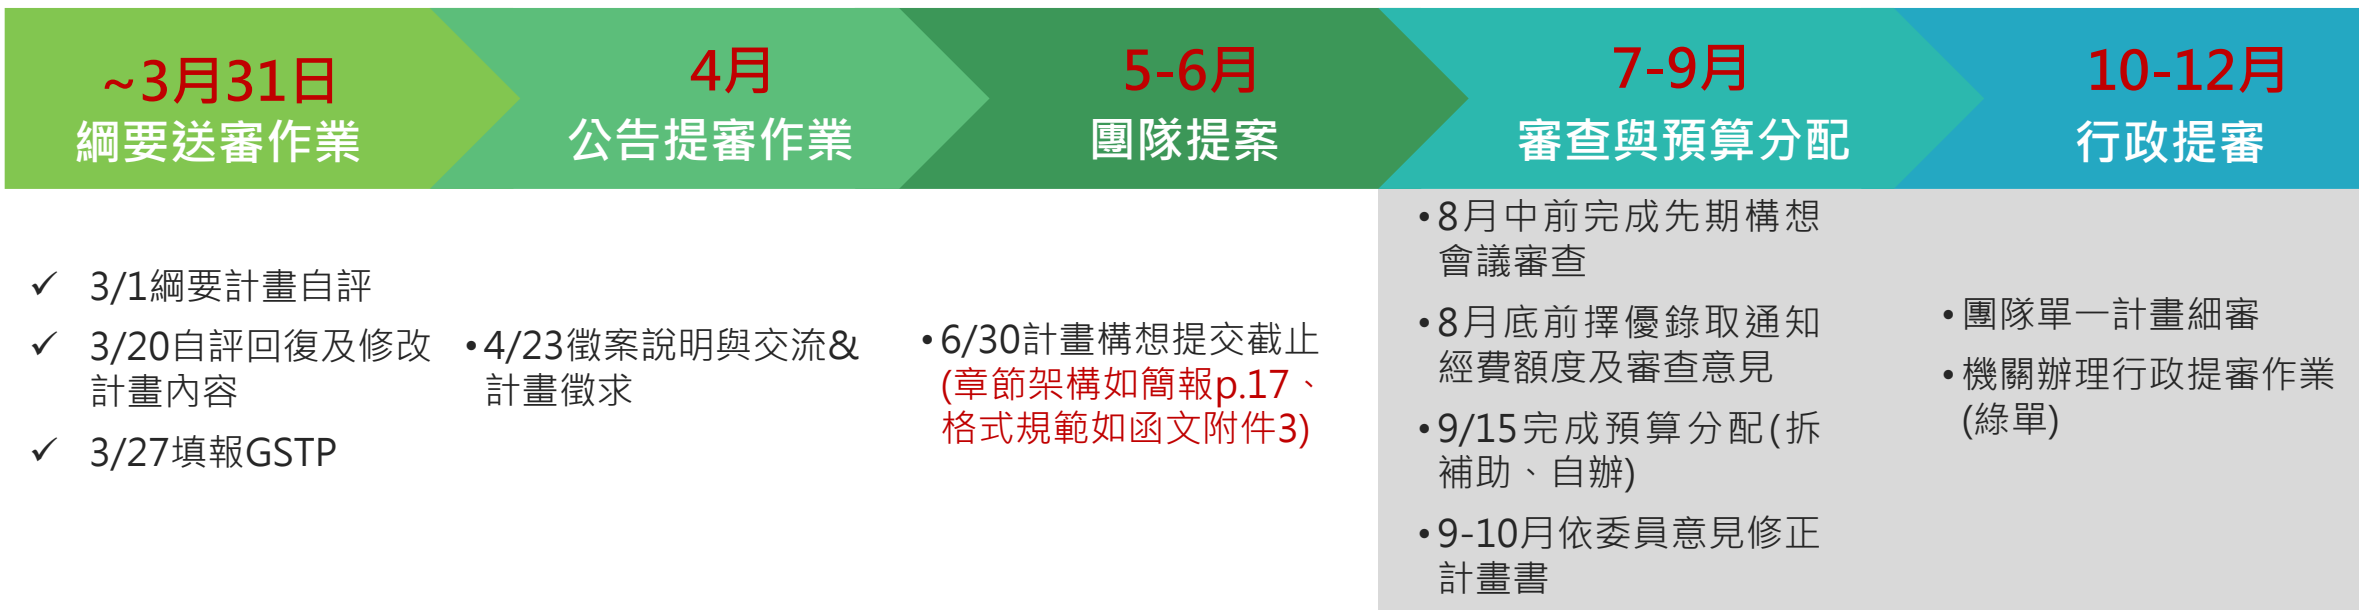 ~3月31日
綱要送審作業
4月
公告提審作業
5-6月
團隊提案
7-9月
審查與預算分配
10-12月
行政提審
✓ 3/1綱要計畫自評
✓ 3/20自評回復及修改
計畫內容
✓ 3/27填報GSTP
•4/23徵案說明與交流&
計畫徵求
•6/30計畫構想提交截止
(章節架構如簡報p.17、
格式規範如函文附件3)
•8月中前完成先期構想
會議審查
•8月底前擇優錄取通知
經費額度及審查意見
•9/15完成預算分配(拆
補助、自辦)
•9-10月依委員意見修正
計畫書
•團隊單一計畫細審
•機關辦理行政提審作業
(綠單)